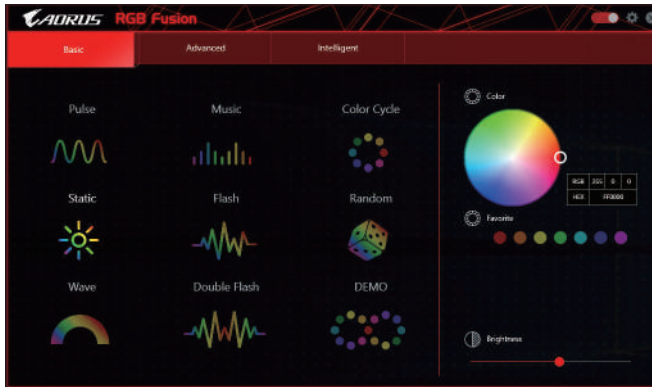 AORUS RGB Fusion
Basic Advanced Intelligent
Pulse Music Color Cycle
Static Flash Random
Wave Double Flash DEMO
Color
RGB 255 0 0
HEX FF0000
Favorite
Brightness